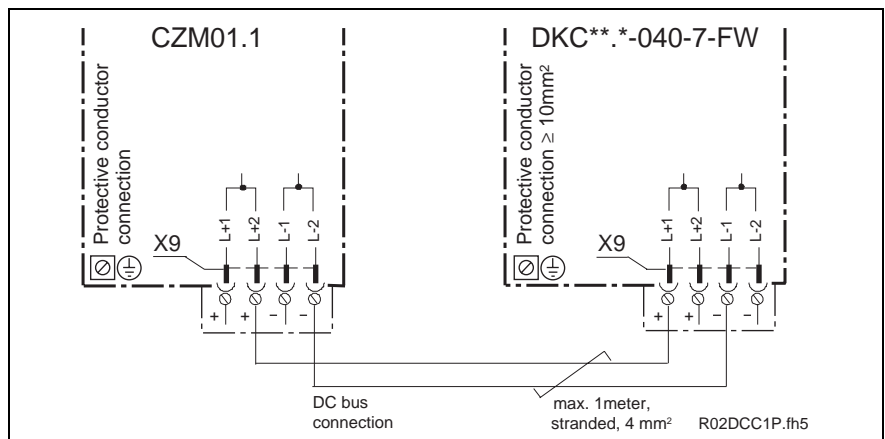 CZM01.1
Protective conductor
connection
L+1
L+2
L-1
L-2
X9
+
+
−
−
DKC**.*-040-7-FW
Protective conductor
connection ≥ 10mm²
L+1
L+2
L-1
L-2
X9
+
+
−
−
DC bus
connection
max. 1meter,
stranded, 4 mm²
R02DCC1P.fh5